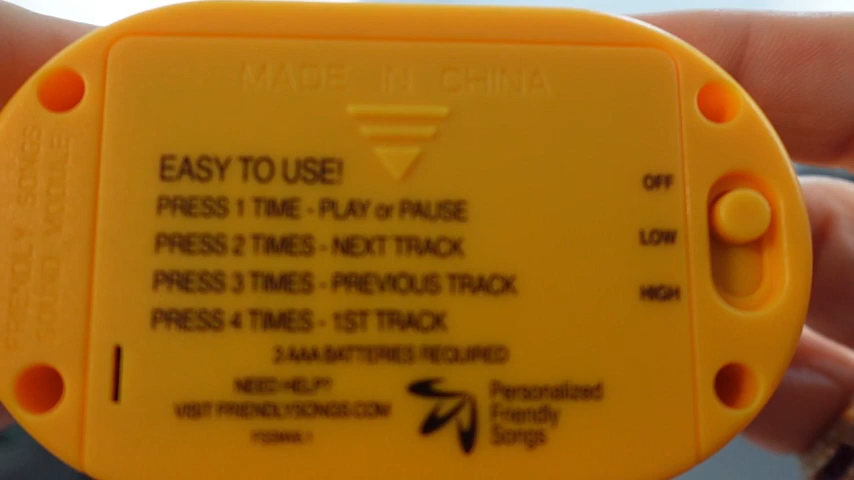 MADE IN CHINA
EASY TO USE!
PRESS 1 TIME - PLAY or PAUSE
PRESS 2 TIMES - NEXT TRACK
PRESS 3 TIMES - PREVIOUS TRACK
PRESS 4 TIMES - 1ST TRACK
3 AAA BATTERIES REQUIRED
NEED HELP?
VISIT FRIENDLYSONGS.COM
Personalized
Friendly
Songs
OFF
LOW
HIGH
FRIENDLY SONGS
SOUND MODULE